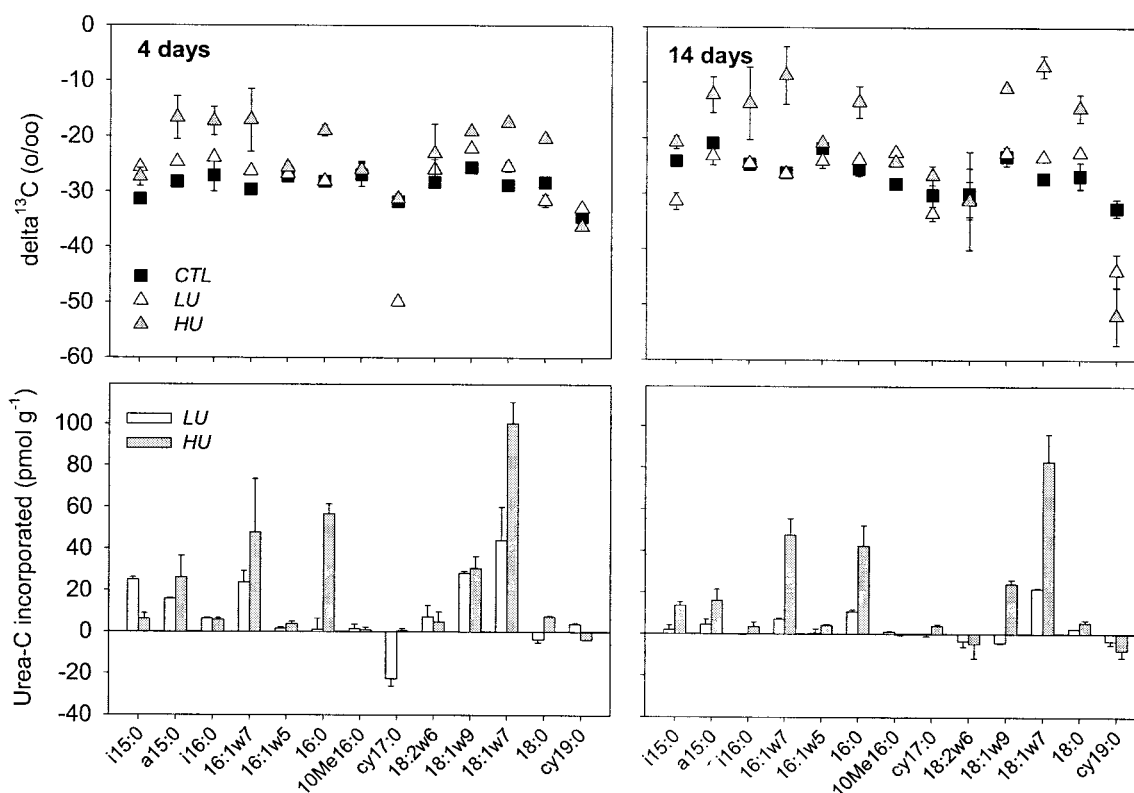 0
-10
-20
-30
-40
-50
-60
delta 13C (o/oo)
4 days
CTL
LU
HU
14 days
100
80
60
40
20
0
-20
-40
Urea-C incorporated (pmol g-1)
LU
HU
i15:0
a15:0
i16:0
16:1w7
16:1w5
16:0
10Me16:0
cy17:0
18:2w6
18:1w9
18:1w7
18:0
cy19:0
i15:0
a15:0
i16:0
16:1w7
16:1w5
16:0
10Me16:0
cy17:0
18:2w6
18:1w9
18:1w7
18:0
cy19:0